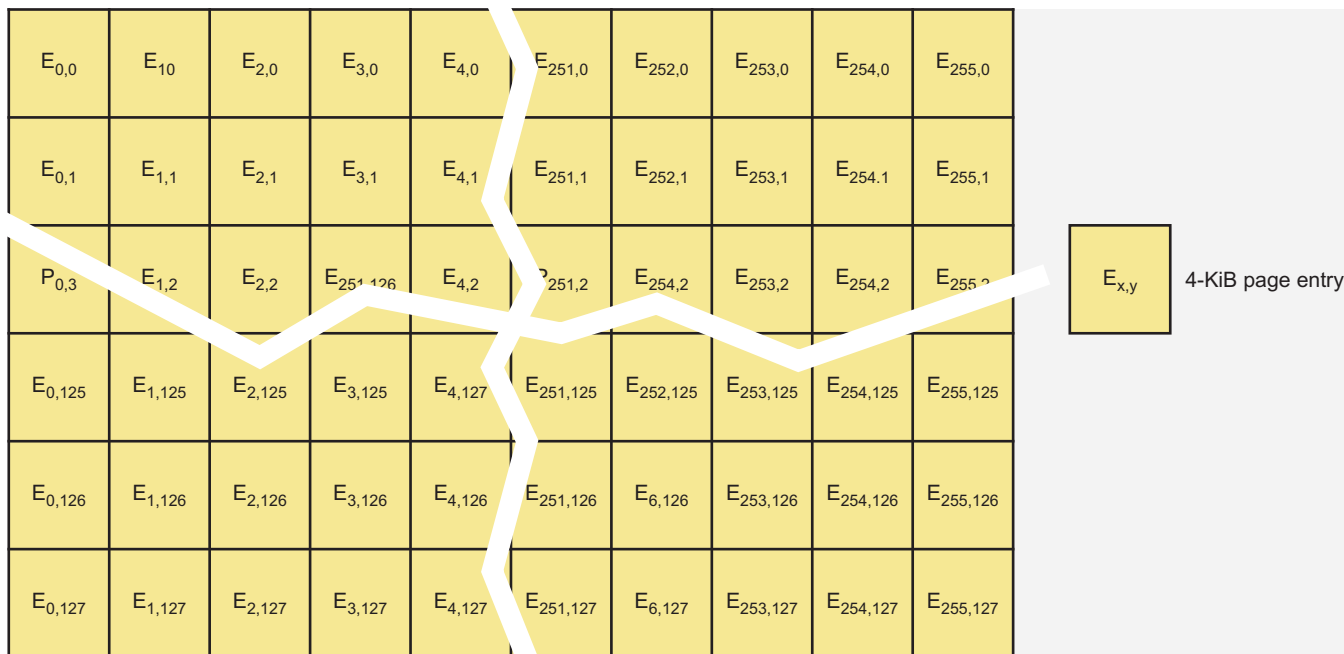 E0,0 E10 E2,0 E3,0 E4,0 E251,0 E252,0 E253,0 E254,0 E255,0
E0,1 E1,1 E2,1 E3,1 E4,1 E251,1 E252,1 E253,1 E254.1 E255,1
P0,3 E1,2 E2,2 E251,126 E4,2 P251,2 E254,2 E253,2 E254,2 E255,2
Ex,y 4-KiB page entry
E0,125 E1,125 E2,125 E3,125 E4,127 E251,125 E252,125 E253,125 E254,125 E255,125
E0,126 E1,126 E2,126 E3,126 E4,126 E251,126 E6,126 E253,126 E254,126 E255,126
E0,127 E1,127 E2,127 E3,127 E4,127 E251,127 E6,127 E253,127 E254,127 E255,127